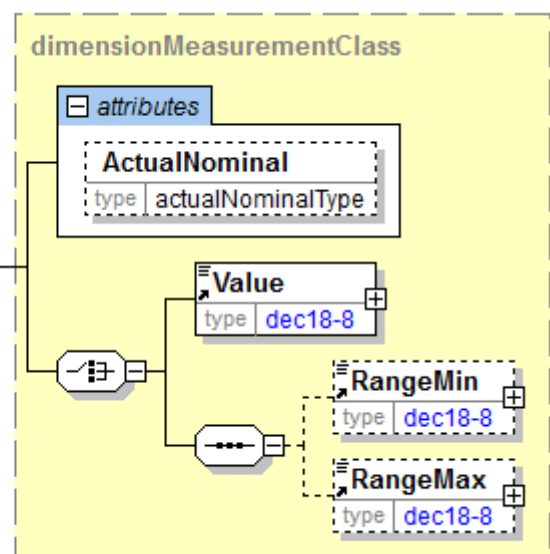 dimensionMeasurementClass
attributes
ActualNominal
type actualNominalType
Value
type dec18-8
RangeMin
type dec18-8
RangeMax
type dec18-8